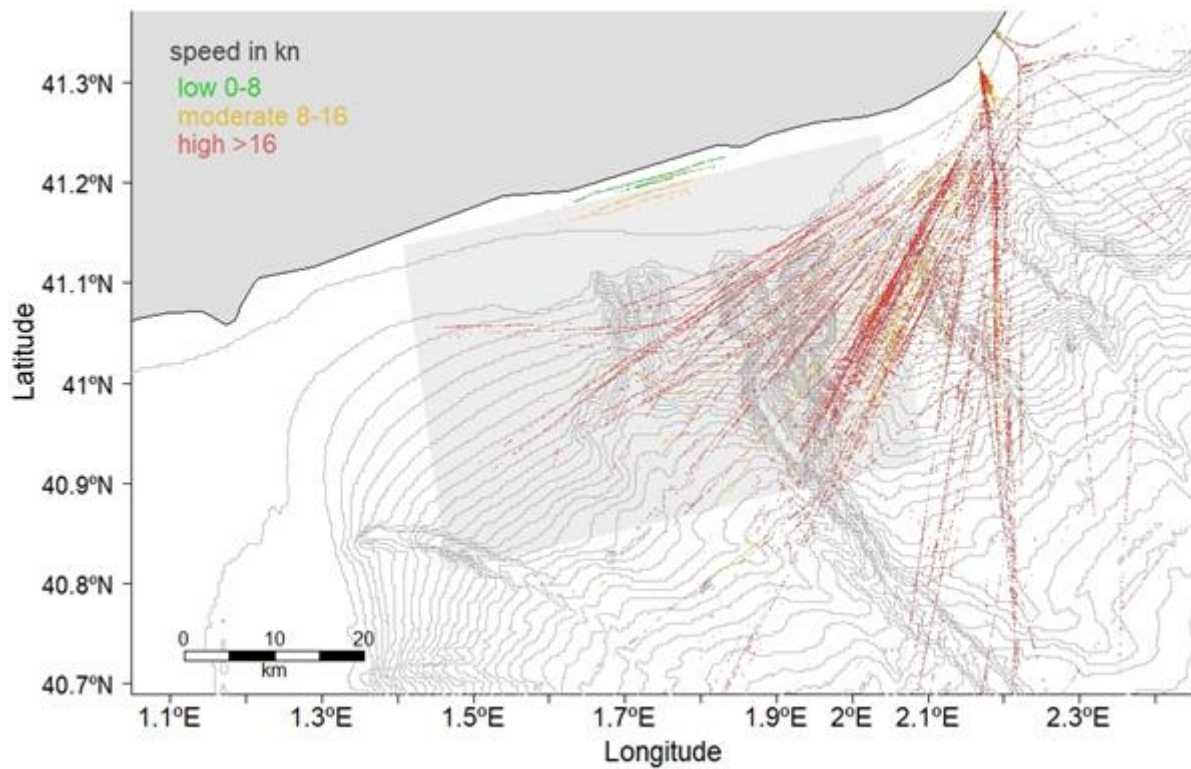 speed in kn
low 0-8
moderate 8-16
high >16
41.3ºN
41.2ºN
41.1ºN
41ºN
40.9ºN
40.8ºN
40.7ºN
Latitude
0 10 20
km
1.1ºE 1.3ºE 1.5ºE 1.7ºE 1.9ºE 2ºE 2.1ºE 2.3ºE
Longitude